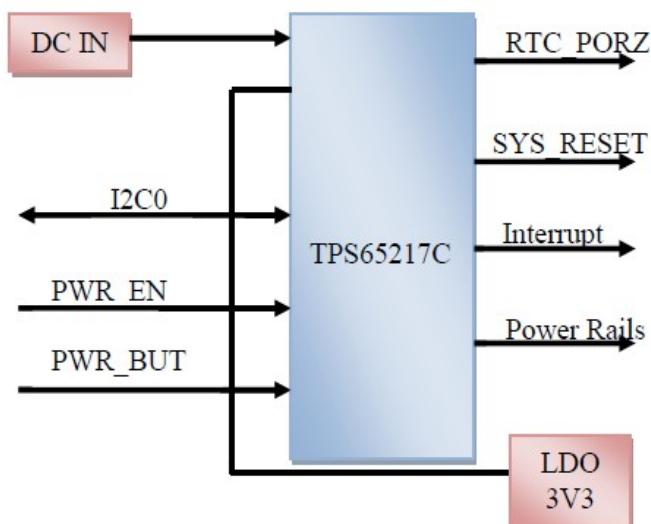 DC IN
RTC_PORZ
SYS_RESET
I2C0
Interrupt
TPS65217C
PWR_EN
Power Rails
PWR_BUT
LDO
3V3